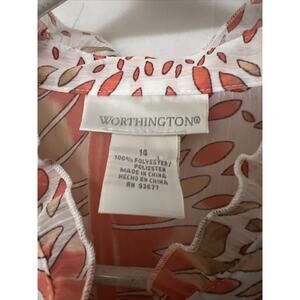 WORTHINGTON®
14
100% POLYESTER/
POLIESTER
MADE IN CHINA
HECHO EN CHINA
RN 93677